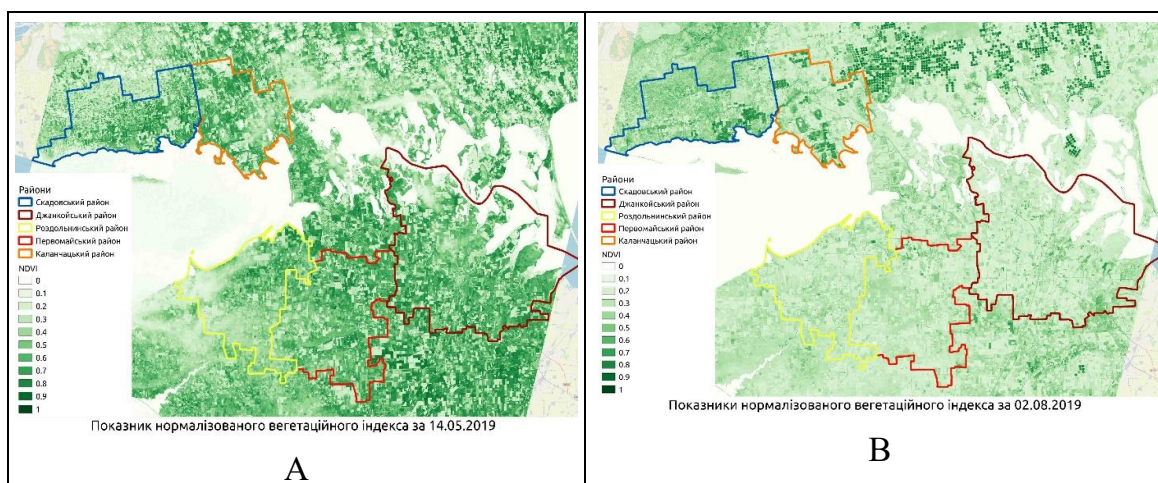 Райони
Скадовський район
Джанкойський район
Роздольнинський район
Первомайський район
Каланчацький район
NDVI
0
0.1
0.2
0.3
0.4
0.5
0.6
0.7
0.8
0.9
1
Показник нормалізованого вегетаційного індекса за 14.05.2019
А
Райони
Скадовський район
Джанкойський район
Роздольнинський район
Первомайський район
Каланчацький район
NDVI
0
0.1
0.2
0.3
0.4
0.5
0.6
0.7
0.8
0.9
1
Показники нормалізованого вегетаційного індекса за 02.08.2019
В